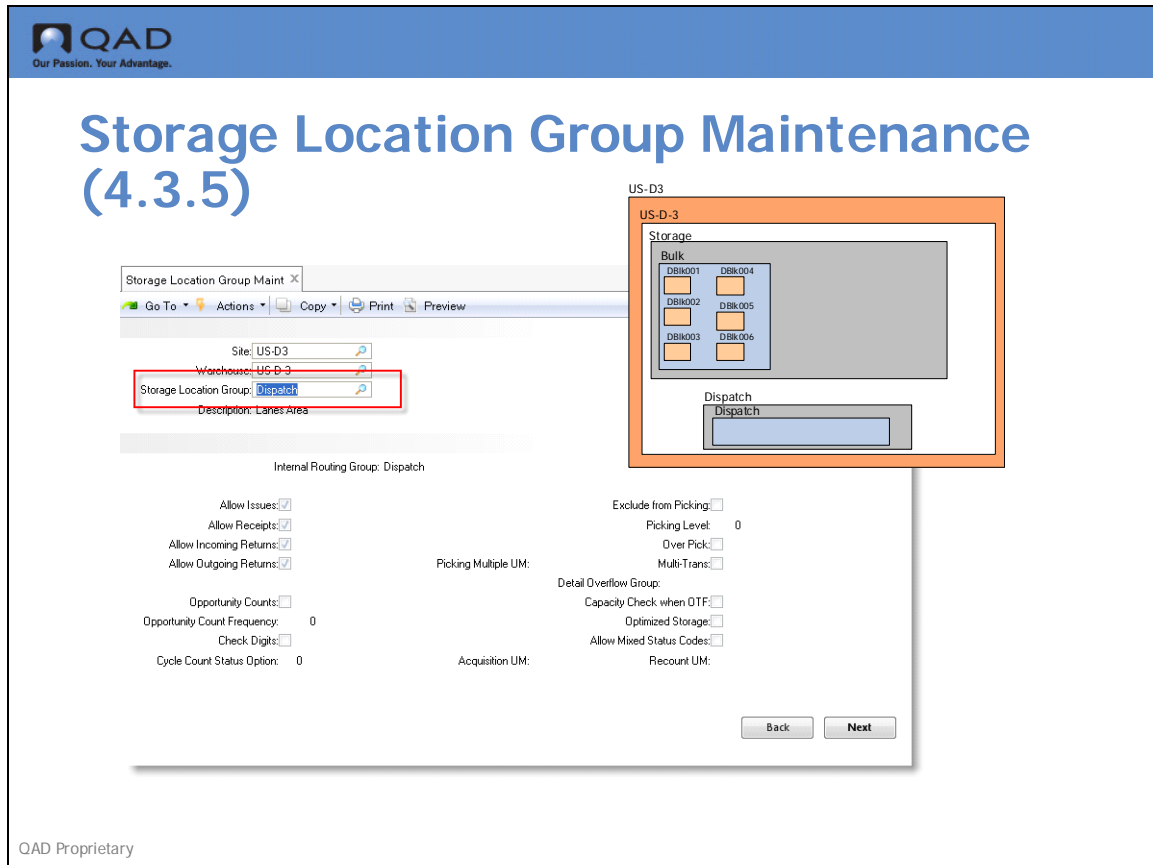 QAD
Our Passion. Your Advantage.
Storage Location Group Maintenance
(4.3.5)
US-D3
US-D-3
Storage
Bulk
DBlk001 DBlk004
DBlk002 DBlk005
DBlk003 DBlk006
Dispatch
Dispatch
Storage Location Group Maint X
Go To Actions Copy Print Preview
Site: US-D3
Warehouse: US-D-3
Storage Location Group: Dispatch
Description: Lanes Area
Internal Routing Group: Dispatch
Allow Issues: Exclude from Picking:
Allow Receipts: Picking Level: 0
Allow Incoming Returns: Over Pick:
Allow Outgoing Returns: Picking Multiple UM: Multi-Trans:
Detail Overflow Group:
Opportunity Counts: Capacity Check when OTF:
Opportunity Count Frequency: 0 Optimized Storage:
Check Digits: Allow Mixed Status Codes:
Cycle Count Status Option: 0 Acquisition UM: Recount UM:
Back Next
QAD Proprietary